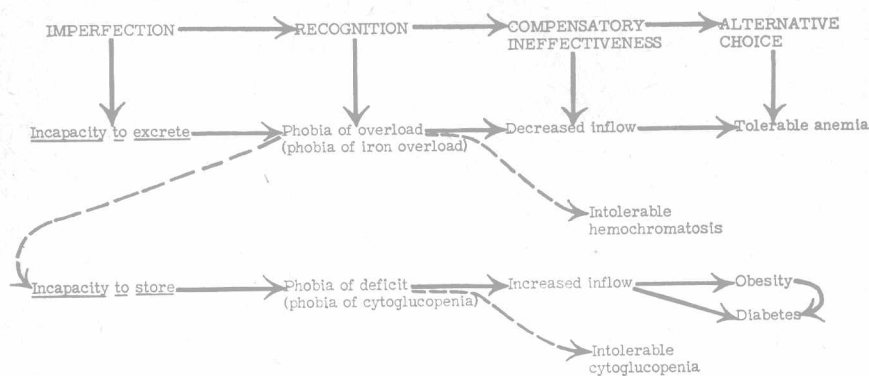 IMPERFECTION RECOGNITION COMPENSATORY ALTERNATIVE
INEFFECTIVENESS CHOICE
Incapacity to excrete Phobia of overload Decreased inflow Tolerable anemia
(phobia of iron overload)
Intolerable
hemochromatosis
Incapacity to store Phobia of deficit Increased inflow Obesity
(phobia of cytoglucopenia)
Diabetes
Intolerable
cytoglucopenia